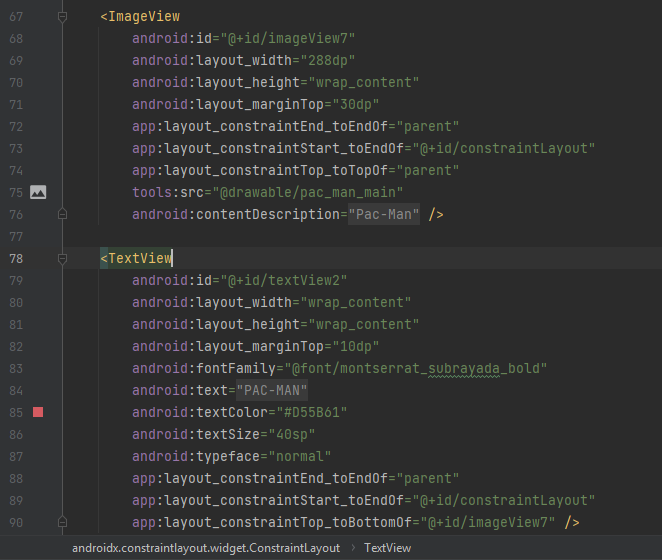 67 <ImageView
68 android:id="@+id/imageView7"
69 android:layout_width="288dp"
70 android:layout_height="wrap_content"
71 android:layout_marginTop="30dp"
72 app:layout_constraintEnd_toEndOf="parent"
73 app:layout_constraintStart_toEndOf="@+id/constraintLayout"
74 app:layout_constraintTop_toTopOf="parent"
75 tools:src="@drawable/pac_man_main"
76 android:contentDescription="Pac-Man" />
77
78 <TextView
79 android:id="@+id/textView2"
80 android:layout_width="wrap_content"
81 android:layout_height="wrap_content"
82 android:layout_marginTop="10dp"
83 android:fontFamily="@font/montserrat_subrayada_bold"
84 android:text="PAC-MAN"
85 android:textColor="#D55B61"
86 android:textSize="40sp"
87 android:typeface="normal"
88 app:layout_constraintEnd_toEndOf="parent"
89 app:layout_constraintStart_toEndOf="@+id/constraintLayout"
90 app:layout_constraintTop_toBottomOf="@+id/imageView7" />
androidx.constraintlayout.widget.ConstraintLayout › TextView